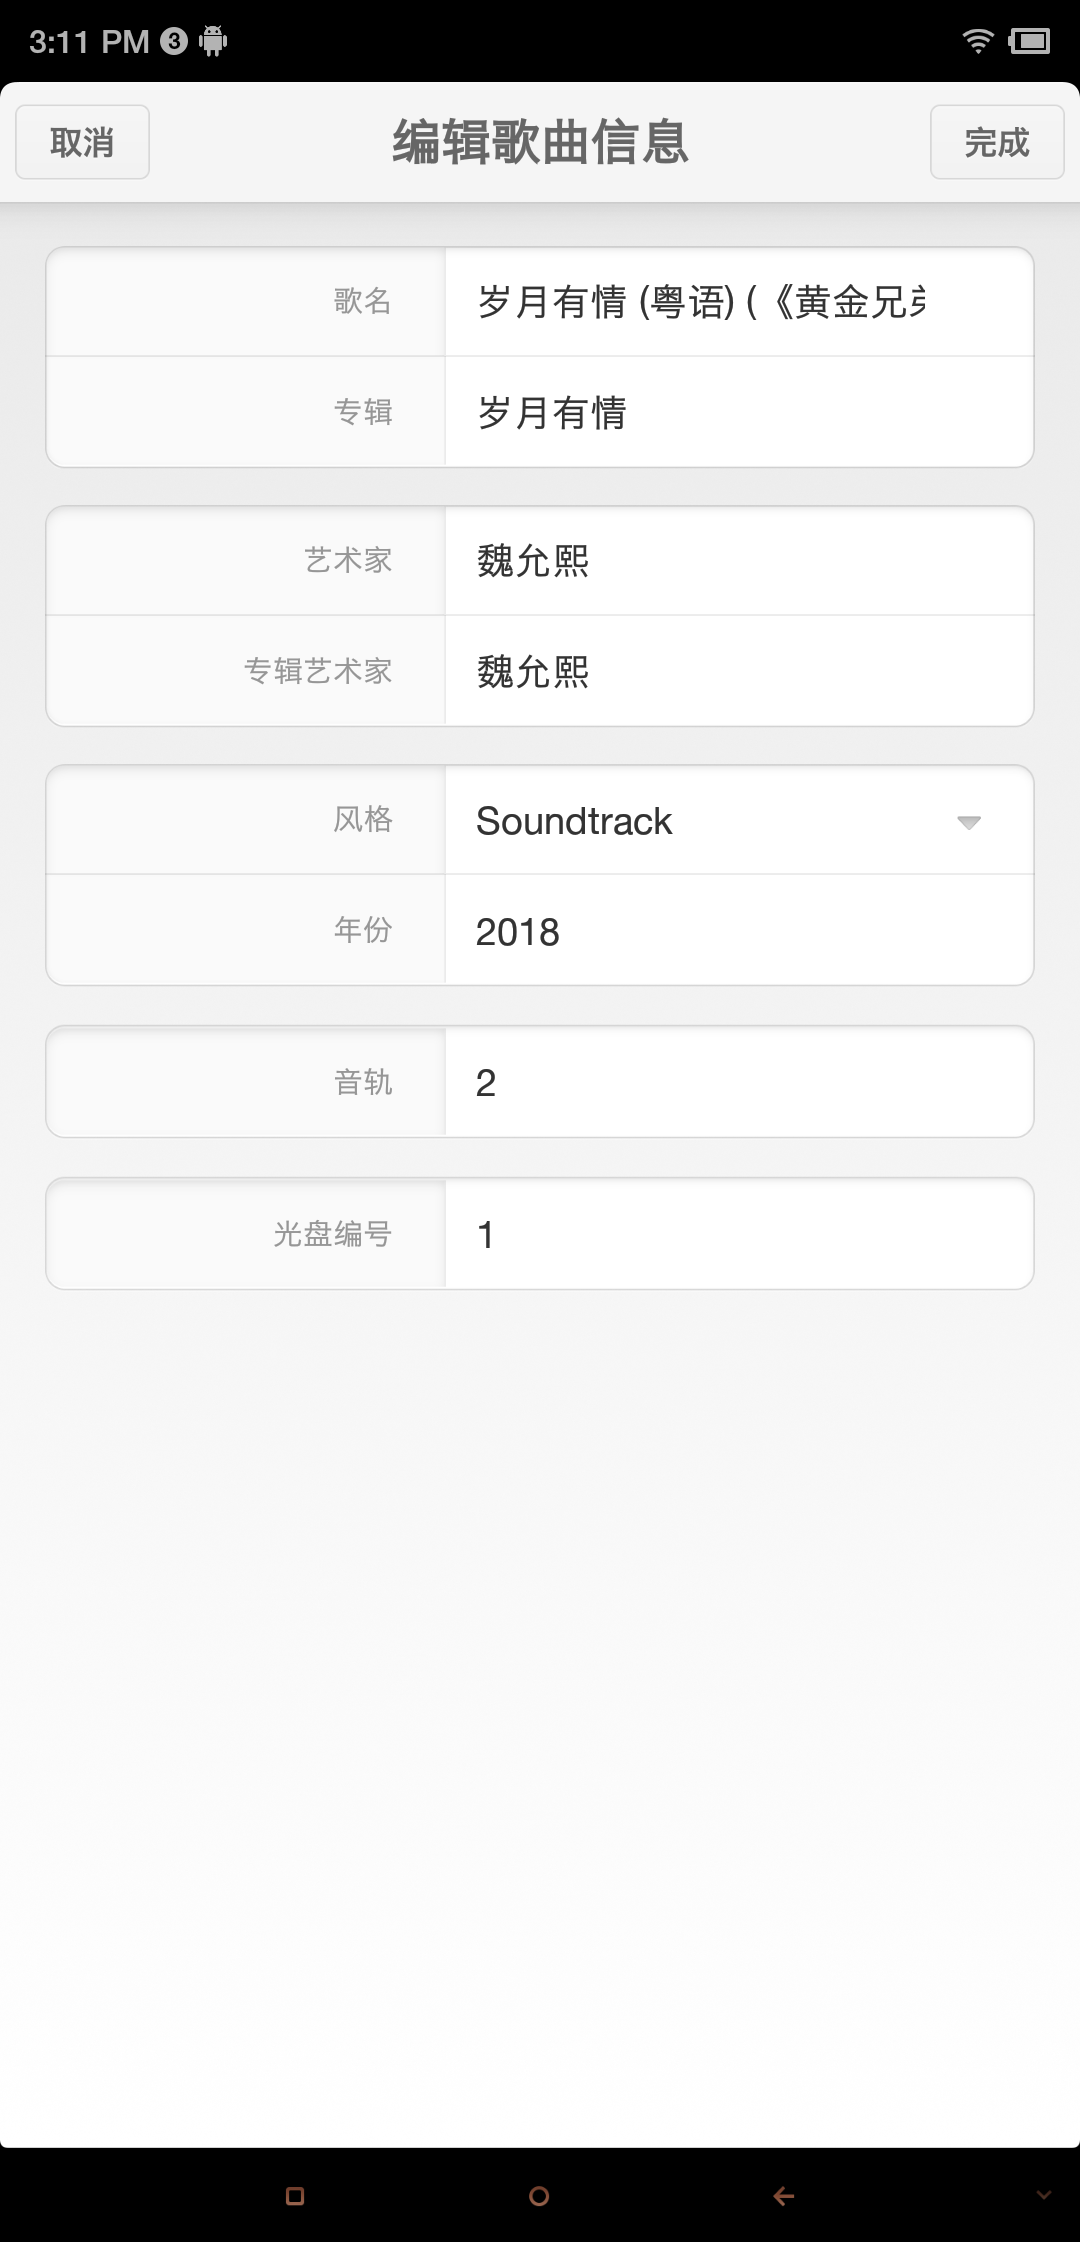 3:11 PM 3
取消
编辑歌曲信息
完成
歌名
岁月有情 (粤语) (《黄金兄
专辑
岁月有情
艺术家
魏允熙
专辑艺术家
魏允熙
风格
Soundtrack
年份
2018
音轨
2
光盘编号
1